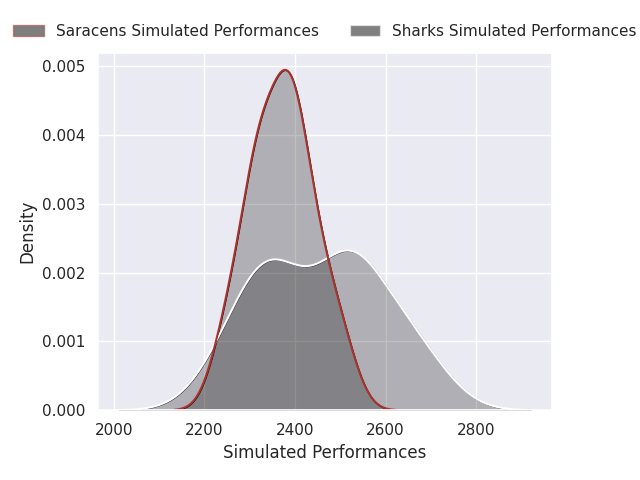 Saracens Simulated Performances Sharks Simulated Performances
0.005
0.004
0.003
0.002
0.001
0.000
Density
2000 2200 2400 2600 2800
Simulated Performances